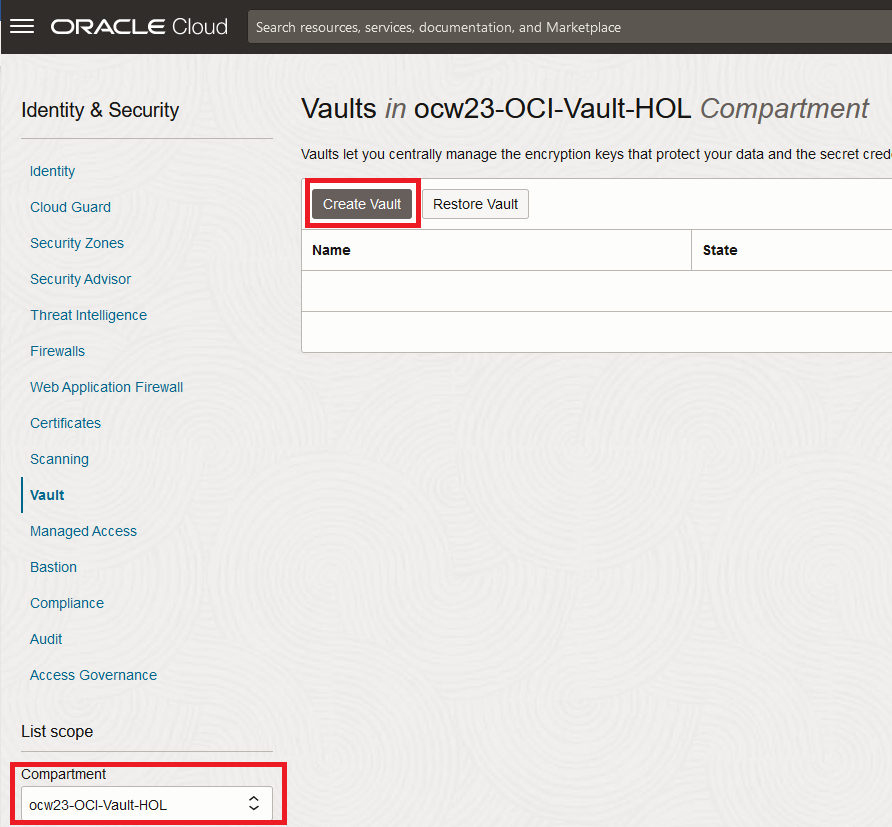 ORACLE Cloud
Search resources, services, documentation, and Marketplace
Identity & Security
Identity
Cloud Guard
Security Zones
Security Advisor
Threat Intelligence
Firewalls
Web Application Firewall
Certificates
Scanning
Vault
Managed Access
Bastion
Compliance
Audit
Access Governance
List scope
Compartment
ocw23-OCI-Vault-HOL
Vaults in ocw23-OCI-Vault-HOL Compartment
Vaults let you centrally manage the encryption keys that protect your data and the secret cred
Create Vault Restore Vault
Name State